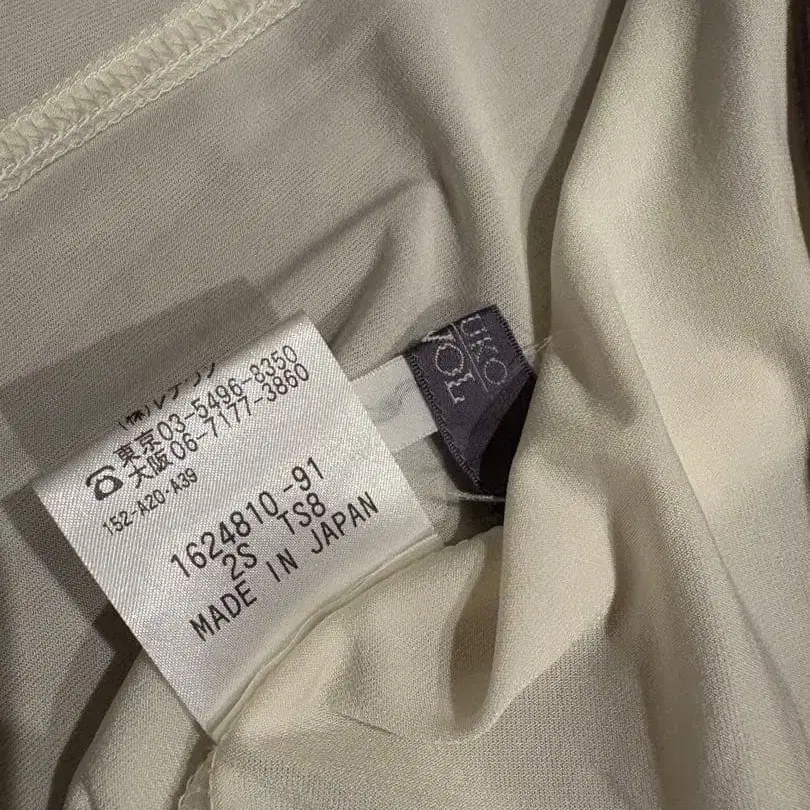 (株)レナウン
東京03-5496-8350
大阪06-7177-3860
152-A20-A39
1624810-91
2S TS8
MADE IN JAPAN
UKO